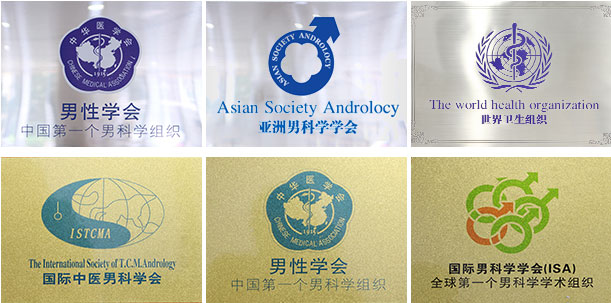 中华医学会
CHINESE MEDICAL ASSOCIATION
1915
男性学会
中国第一个男科学组织
ASIAN SOCIETY ANDROLOGY
Asian Society Andrology
亚洲男科学学会
The world health organization
世界卫生组织
ISTCMA
The International Society of T.C.M.Andrology
国际中医男科学会
中华医学会
CHINESE MEDICAL ASSOCIATION
1915
男性学会
中国第一个男科学组织
国际男科学学会(ISA)
全球第一个男科学学术组织